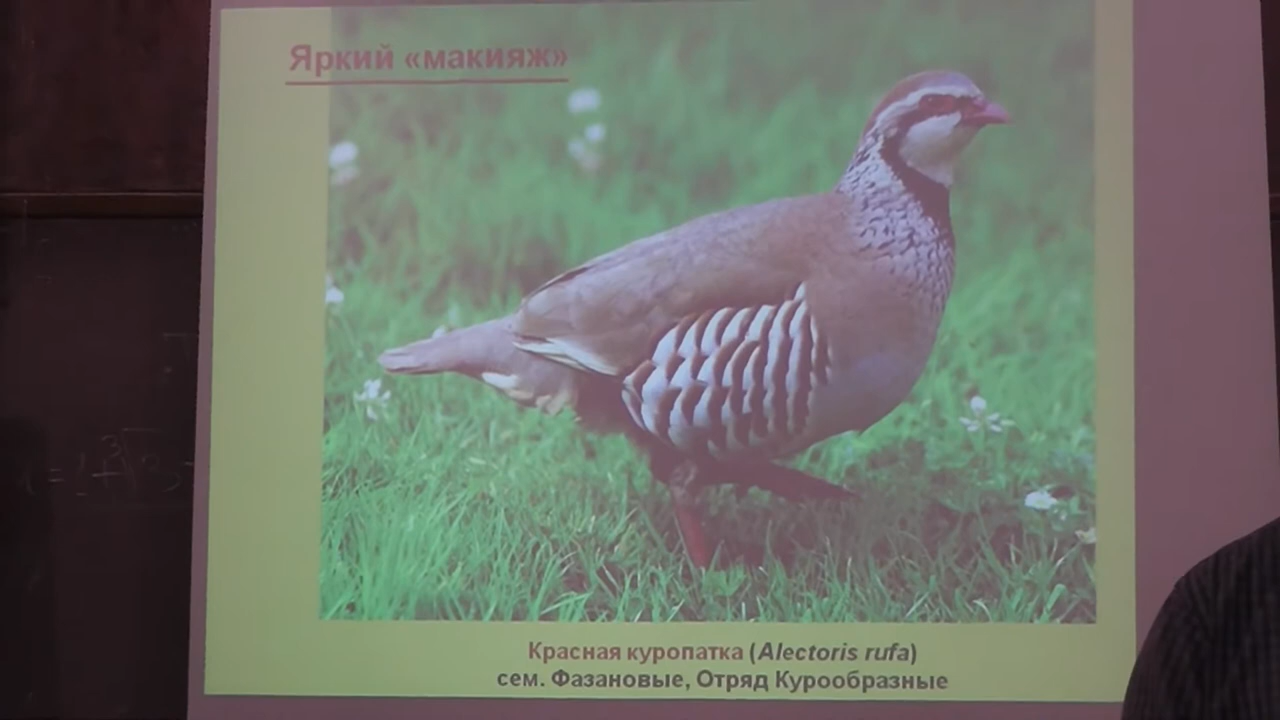 Яркий «макияж»
Красная куропатка (Alectoris rufa)
сем. Фазановые, Отряд Курообразные